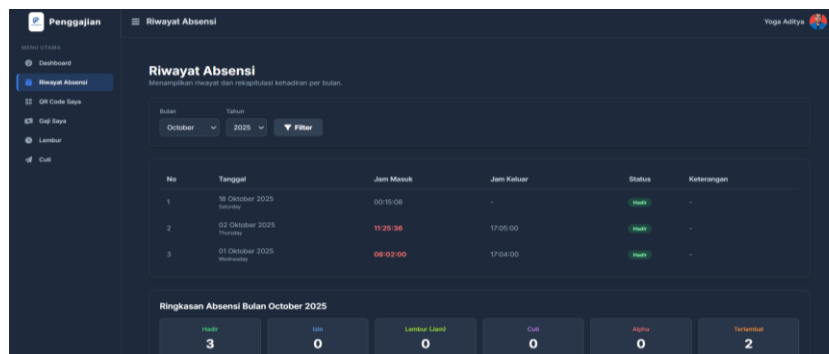 Penggajian
Riwayat Absensi
Yoga Aditya
MENU UTAMA
Dashboard
Riwayat Absensi
QR Code Saya
Gaji Saya
Lembur
Cuti
Riwayat Absensi
Menampilkan riwayat dan rekapitulasi kehadiran per bulan.
Bulan Tahun
October 2025 Filter
No Tanggal Jam Masuk Jam Keluar Status Keterangan
1 18 Oktober 2025 00:15:08 - Hadir -
Saturday
2 02 Oktober 2025 11:25:36 17:05:00 Hadir -
Thursday
3 01 Oktober 2025 08:02:00 17:04:00 Hadir -
Wednesday
Ringkasan Absensi Bulan October 2025
Hadir Izin Lembur (Jam) Cuti Alpha Terlambat
3 0 0 0 0 2